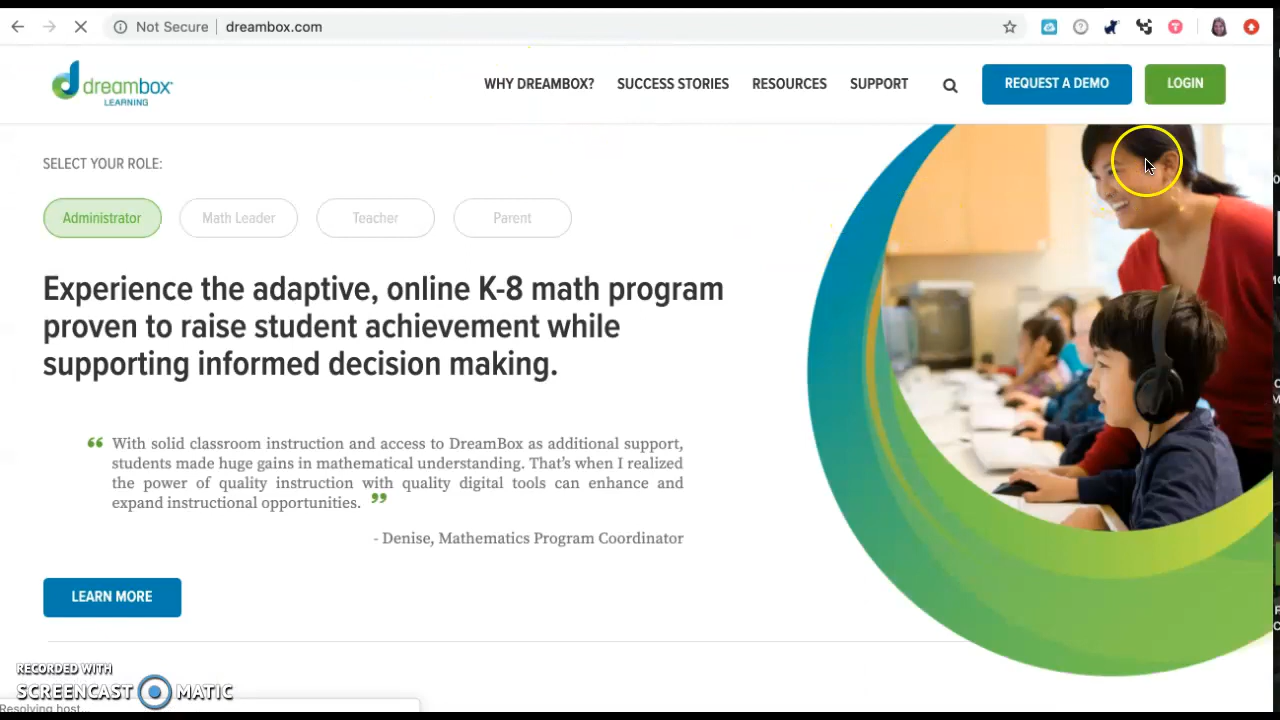 Not Secure dreambox.com
dreambox
LEARNING
WHY DREAMBOX? SUCCESS STORIES RESOURCES SUPPORT REQUEST A DEMO LOGIN
SELECT YOUR ROLE:
Administrator Math Leader Teacher Parent
Experience the adaptive, online K-8 math program
proven to raise student achievement while
supporting informed decision making.
“ With solid classroom instruction and access to DreamBox as additional support,
students made huge gains in mathematical understanding. That’s when I realized
the power of quality instruction with quality digital tools can enhance and
expand instructional opportunities. ”
- Denise, Mathematics Program Coordinator
LEARN MORE
RECORDED WITH
SCREENCAST MATIC
Resolving host...